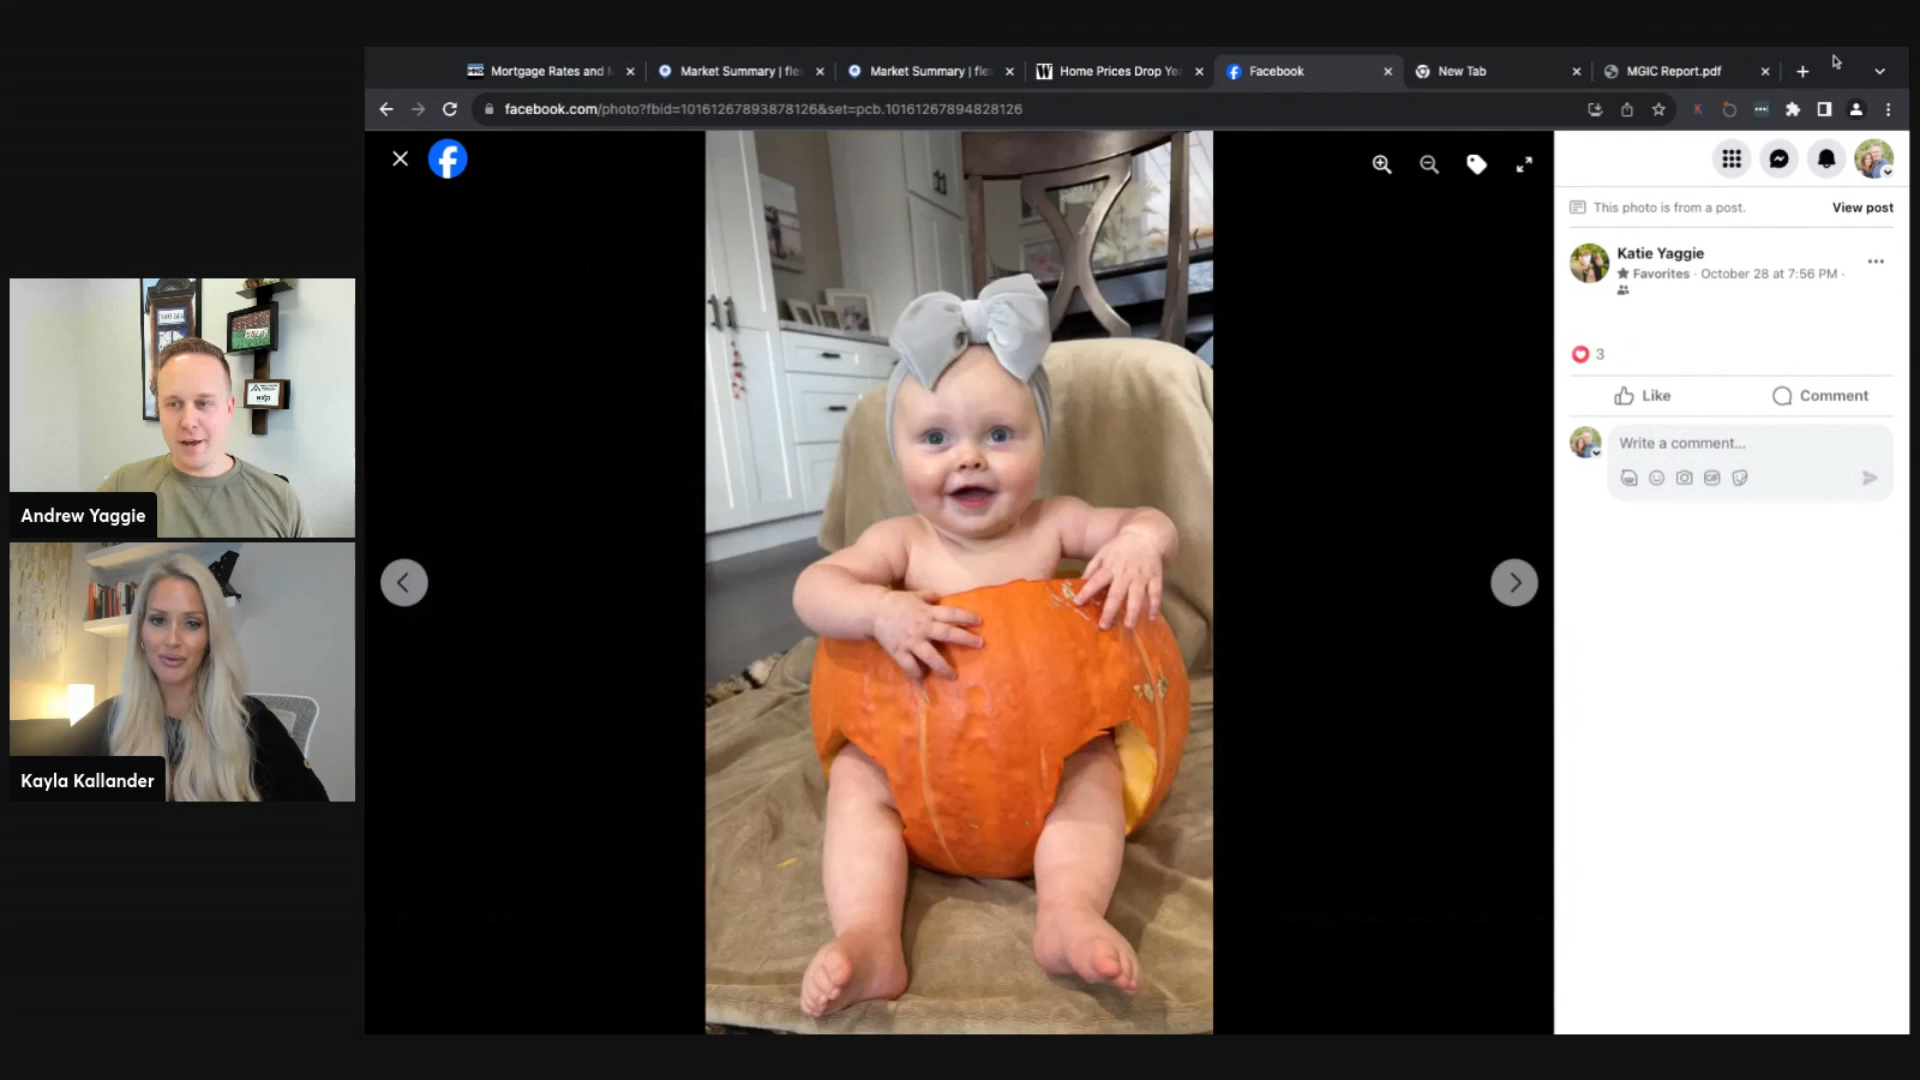 Mortgage Rates and
Market Summary | fle
Market Summary | fle
Home Prices Drop Ye
Facebook
New Tab
MGIC Report.pdf
facebook.com/photo?fbid=10161267893878126&set=pcb.10161267894828126
This photo is from a post.
View post
Katie Yaggie
Favorites · October 28 at 7:56 PM ·
3
Like
Comment
Write a comment...
GIF
exp
Andrew Yaggie
Kayla Kallander